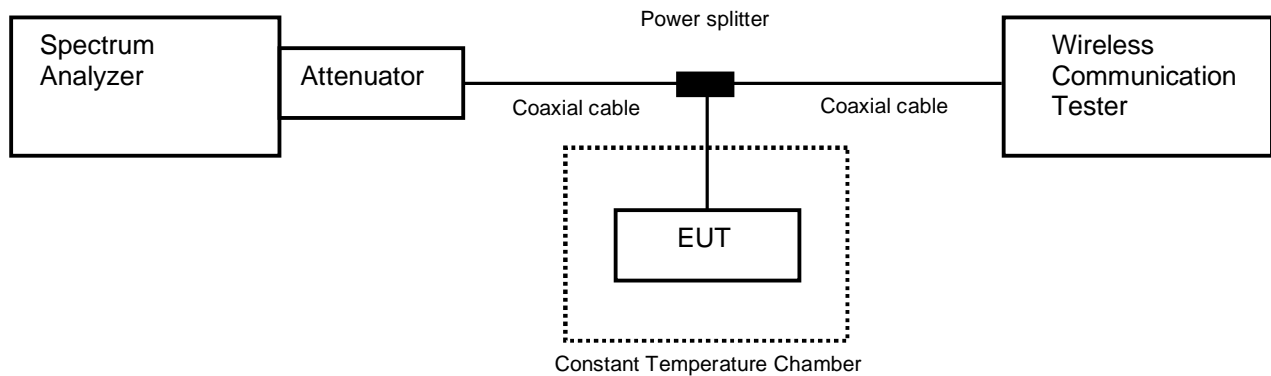 Power splitter
Spectrum
Analyzer
Attenuator
Wireless
Communication
Tester
Coaxial cable
Coaxial cable
EUT
Constant Temperature Chamber